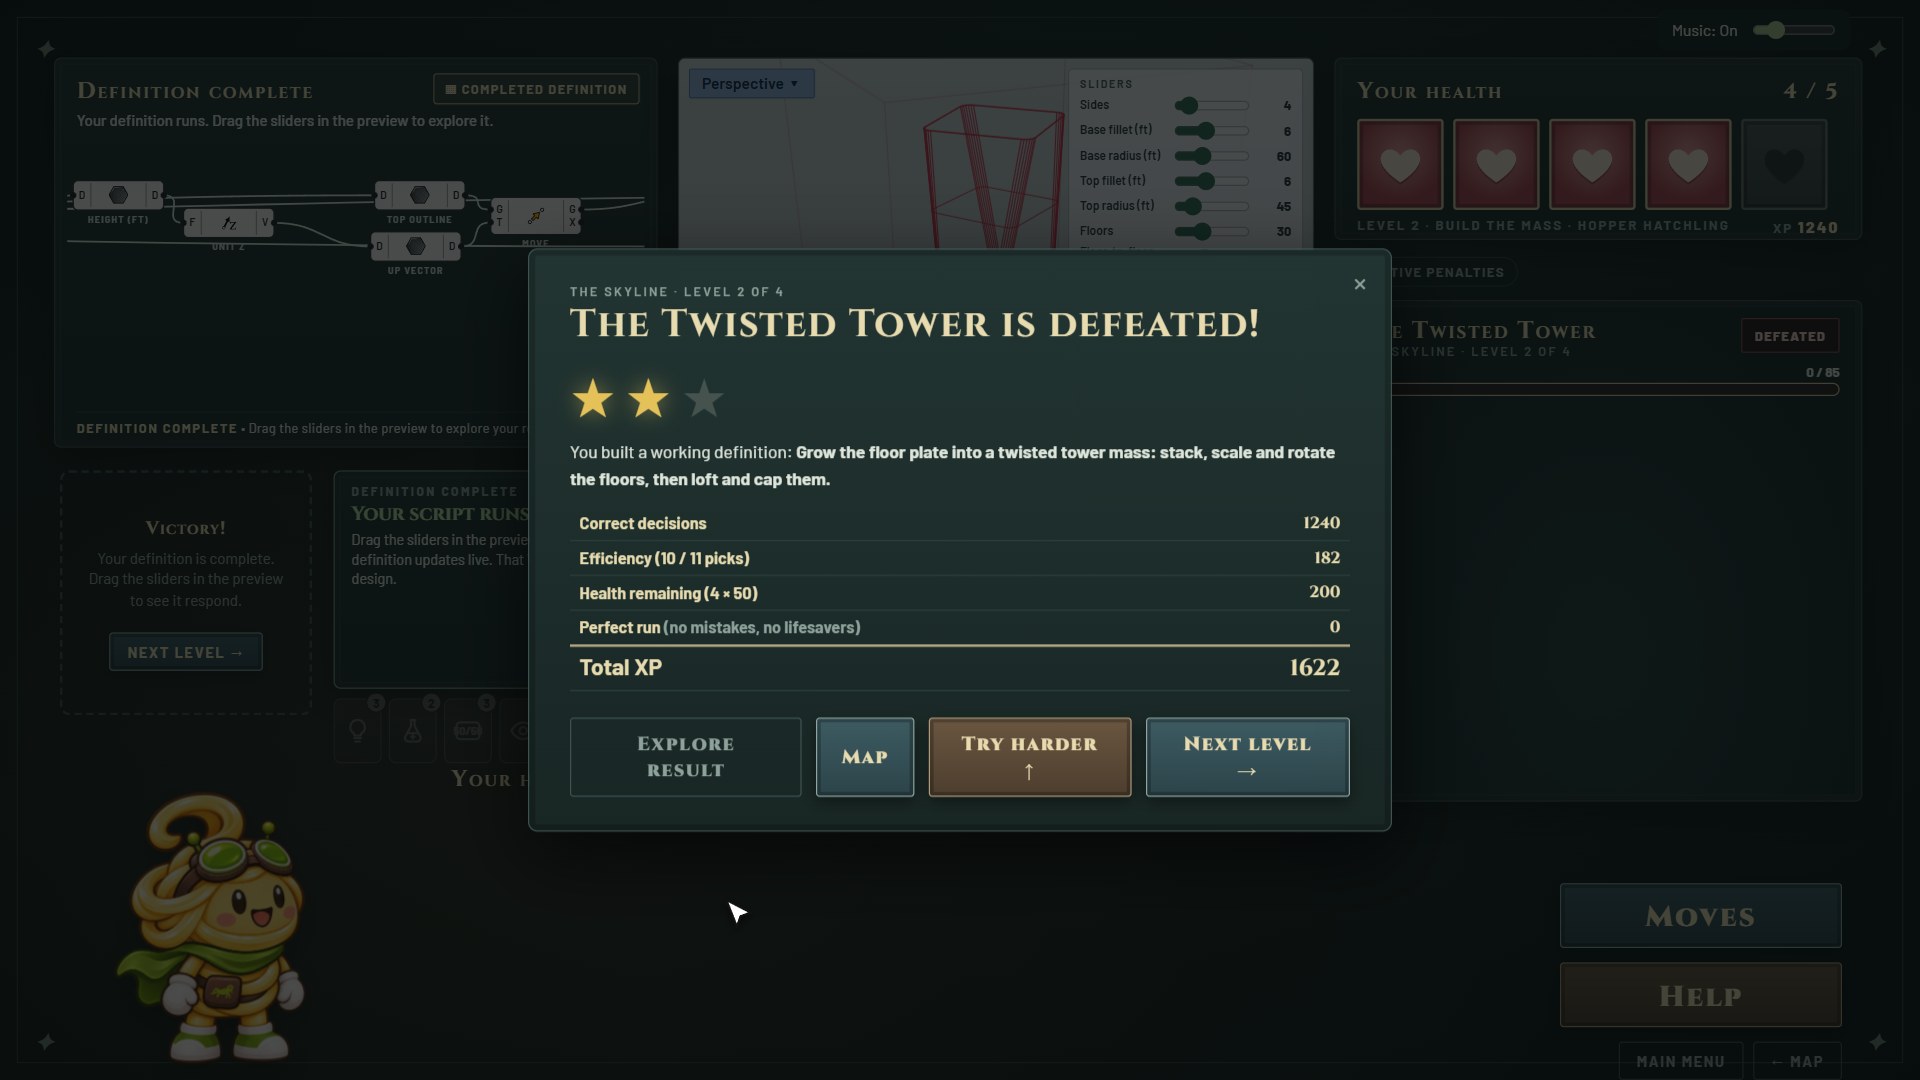 Music: On
Definition complete
COMPLETED DEFINITION
Your definition runs. Drag the sliders in the preview to explore it.
D D
HEIGHT (FT)
F V
UNIT Z
D D
TOP OUTLINE
D D
UP VECTOR
G G
T X
MOVE
DEFINITION COMPLETE • Drag the sliders in the preview to explore your r
Perspective ▼
SLIDERS
Sides 4
Base fillet (ft) 6
Base radius (ft) 60
Top fillet (ft) 6
Top radius (ft) 45
Floors 30
Your health
4 / 5
LEVEL 2 · BUILD THE MASS · HOPPER HATCHLING
XP 1240
TIVE PENALTIES
E Twisted Tower
SKYLINE · LEVEL 2 OF 4
DEFEATED
0 / 85
Victory!
Your definition is complete.
Drag the sliders in the preview
to see it respond.
NEXT LEVEL →
DEFINITION COMPLETE
Your script runs
Drag the sliders in the previe
definition updates live. That
design.
3
2
3
Your h
THE SKYLINE · LEVEL 2 OF 4
The Twisted Tower is defeated!
×
You built a working definition: Grow the floor plate into a twisted tower mass: stack, scale and rotate
the floors, then loft and cap them.
Correct decisions 1240
Efficiency (10 / 11 picks) 182
Health remaining (4 × 50) 200
Perfect run (no mistakes, no lifesavers) 0
Total XP 1622
Explore
result
Map
Try harder
↑
Next level
→
Moves
Help
MAIN MENU
← MAP